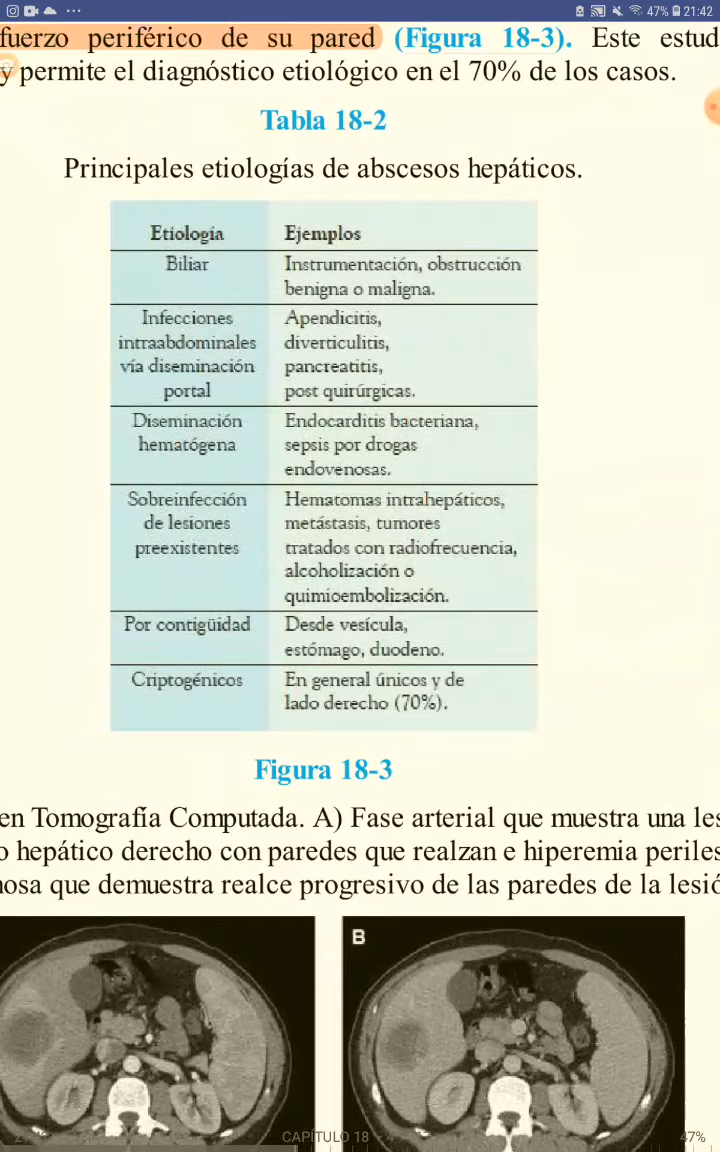 47% 21:42
fuerzo periférico de su pared (Figura 18-3). Este estud
y permite el diagnóstico etiológico en el 70% de los casos.
Tabla 18-2
Principales etiologías de abscesos hepáticos.
Etiología Ejemplos
Biliar Instrumentación, obstrucción
benigna o maligna.
Infecciones Apendicitis,
intraabdominales diverticulitis,
vía diseminación pancreatitis,
portal post quirúrgicas.
Diseminación Endocarditis bacteriana,
hematógena sepsis por drogas
endovenosas.
Sobreinfección Hematomas intrahepáticos,
de lesiones metástasis, tumores
preexistentes tratados con radiofrecuencia,
alcoholización o
quimioembolización.
Por contigüidad Desde vesícula,
estómago, duodeno.
Criptogénicos En general únicos y de
lado derecho (70%).
Figura 18-3
en Tomografía Computada. A) Fase arterial que muestra una les
o hepático derecho con paredes que realzan e hiperemia periles
nosa que demuestra realce progresivo de las paredes de la lesió
B
CAPÍTULO 18
47%